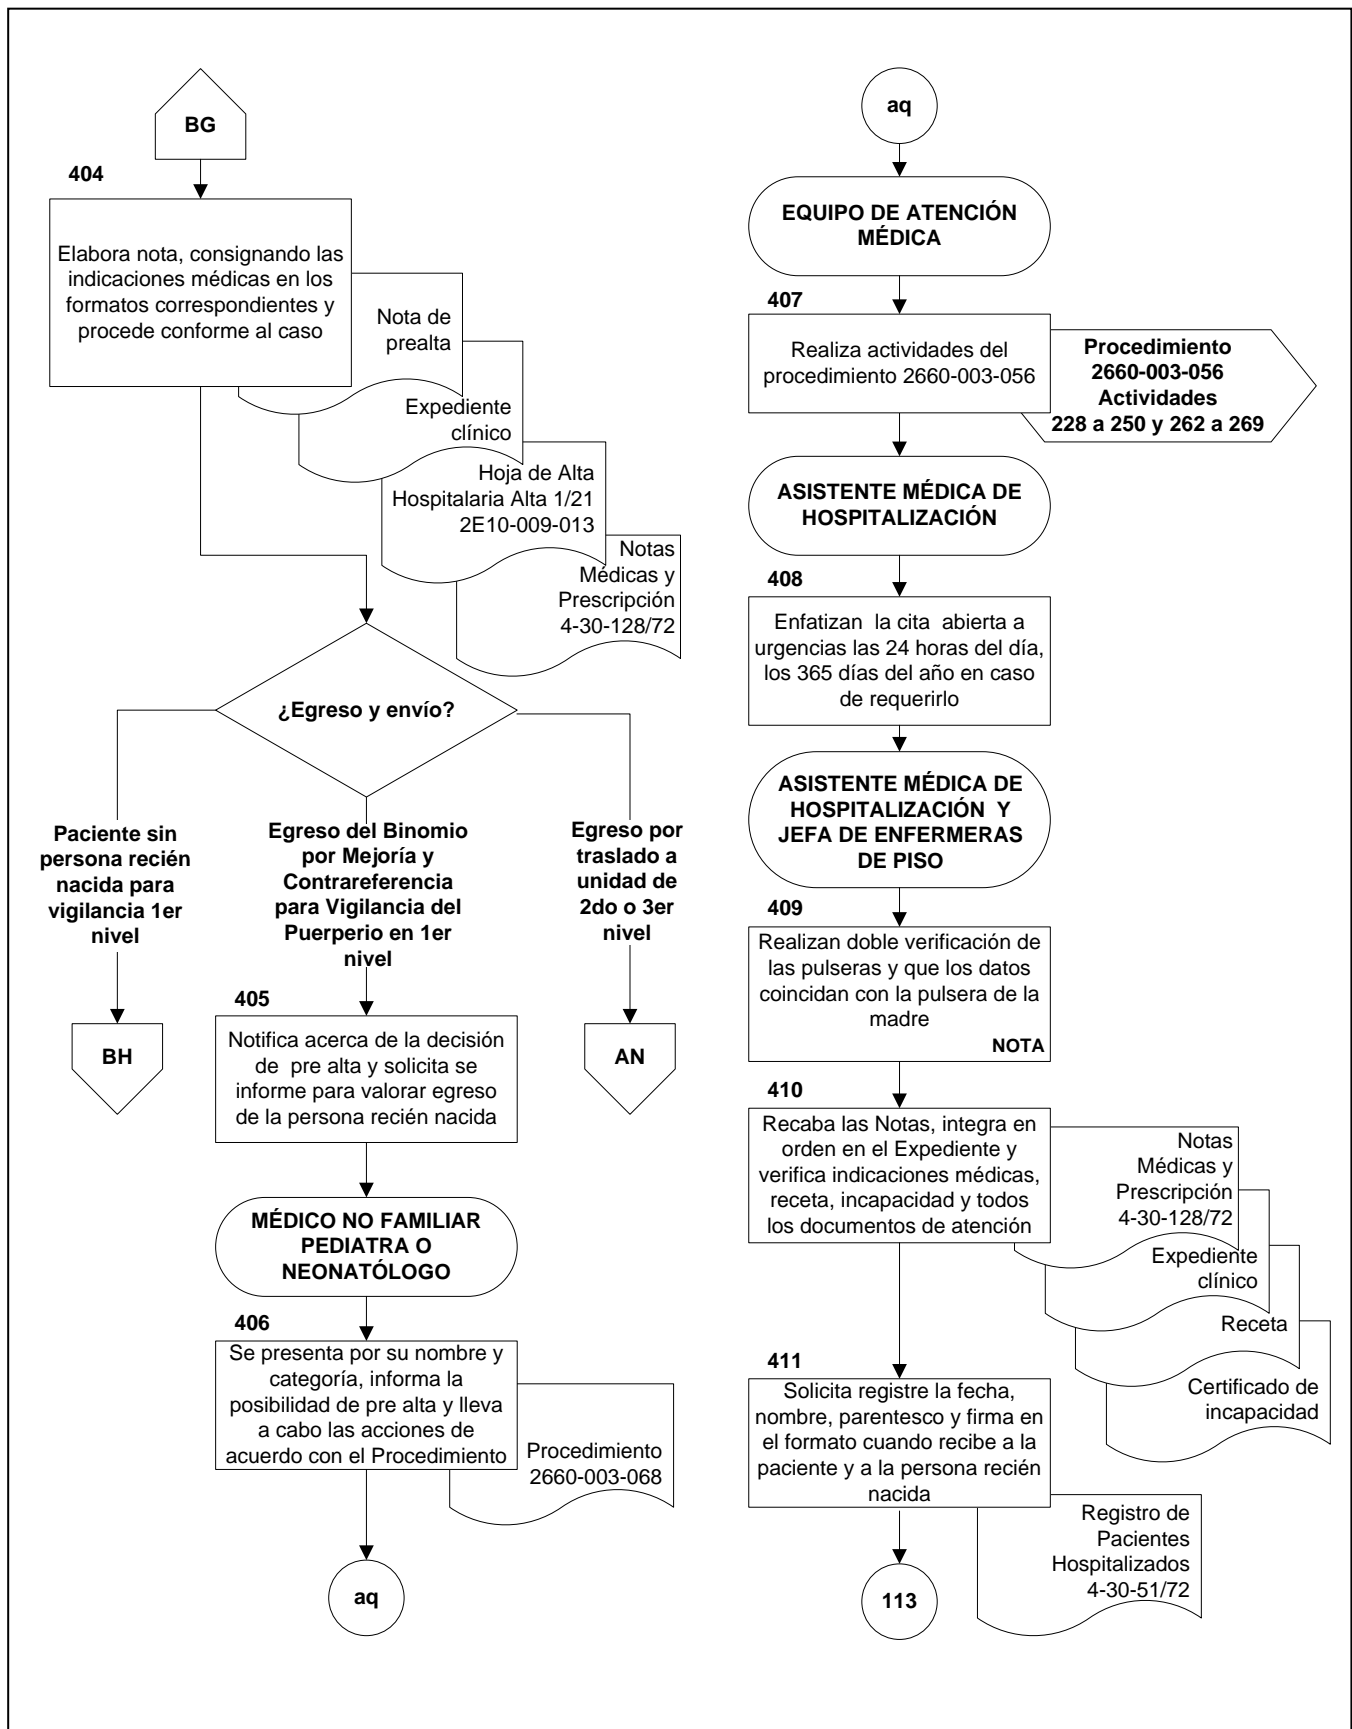 BG
404
Elabora nota, consignando las
indicaciones médicas en los
formatos correspondientes y
procede conforme al caso
Nota de
prealta
Expediente
clínico
Hoja de Alta
Hospitalaria Alta 1/21
2E10-009-013
Notas
Médicas y
Prescripción
4-30-128/72
¿Egreso y envío?
Paciente sin
persona recién
nacida para
vigilancia 1er
nivel
Egreso del Binomio
por Mejoría y
Contrareferencia
para Vigilancia del
Puerperio en 1er
nivel
Egreso por
traslado a
unidad de
2do o 3er
nivel
BH
405
Notifica acerca de la decisión
de pre alta y solicita se
informe para valorar egreso
de la persona recién nacida
AN
MÉDICO NO FAMILIAR
PEDIATRA O
NEONATÓLOGO
406
Se presenta por su nombre y
categoría, informa la
posibilidad de pre alta y lleva
a cabo las acciones de
acuerdo con el Procedimiento
Procedimiento
2660-003-068
aq
aq
EQUIPO DE ATENCIÓN
MÉDICA
407
Realiza actividades del
procedimiento 2660-003-056
Procedimiento
2660-003-056
Actividades
228 a 250 y 262 a 269
ASISTENTE MÉDICA DE
HOSPITALIZACIÓN
408
Enfatizan la cita abierta a
urgencias las 24 horas del día,
los 365 días del año en caso
de requerirlo
ASISTENTE MÉDICA DE
HOSPITALIZACIÓN Y
JEFA DE ENFERMERAS
DE PISO
409
Realizan doble verificación de
las pulseras y que los datos
coincidan con la pulsera de la
madre
NOTA
410
Recaba las Notas, integra en
orden en el Expediente y
verifica indicaciones médicas,
receta, incapacidad y todos
los documentos de atención
Notas
Médicas y
Prescripción
4-30-128/72
Expediente
clínico
Receta
Certificado de
incapacidad
411
Solicita registre la fecha,
nombre, parentesco y firma en
el formato cuando recibe a la
paciente y a la persona recién
nacida
Registro de
Pacientes
Hospitalizados
4-30-51/72
113